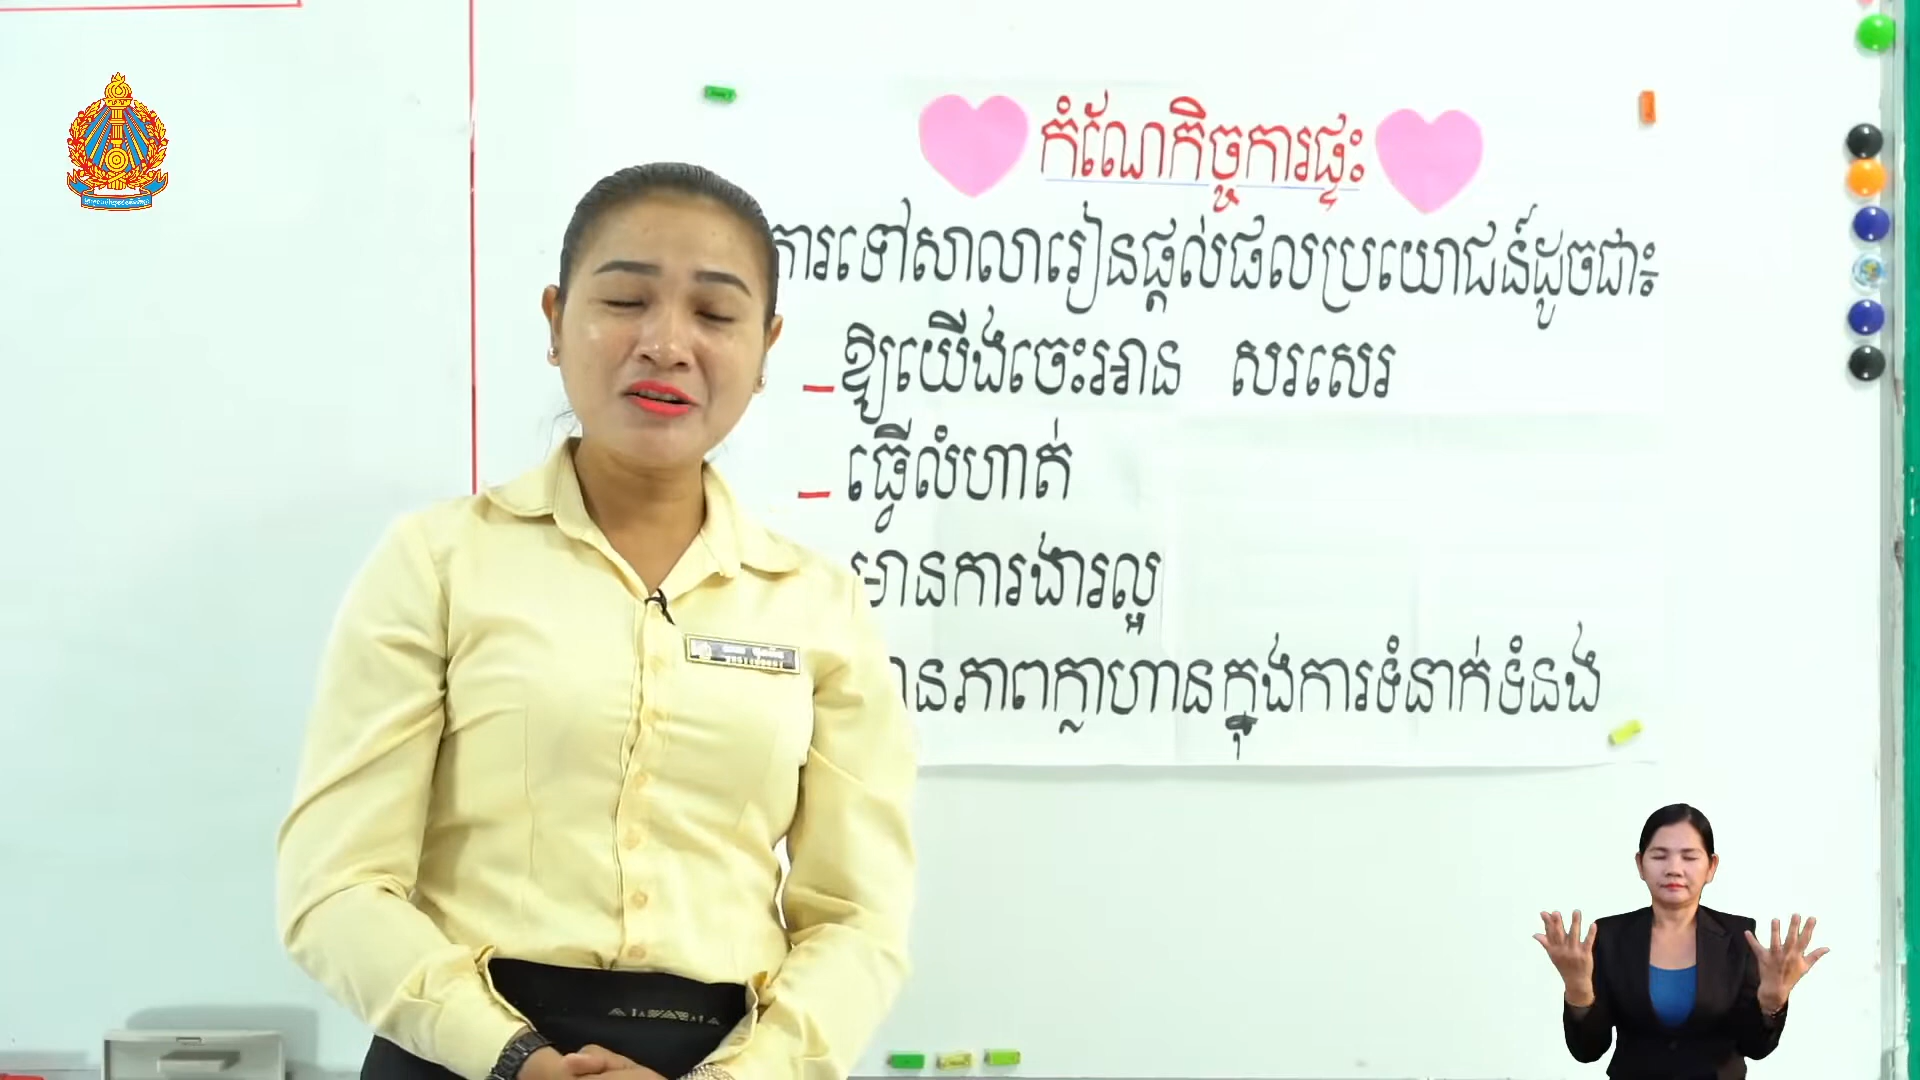 កំណែកិច្ចការផ្ទះ
ការទៅសាលារៀនផ្តល់ផលប្រយោជន៍ដូចជា៖
_ ឱ្យយើងចេះអាន សរសេរ
_ ធ្វើលំហាត់
មានការងារល្អ
មានភាពក្លាហានក្នុងការទំនាក់ទំនង